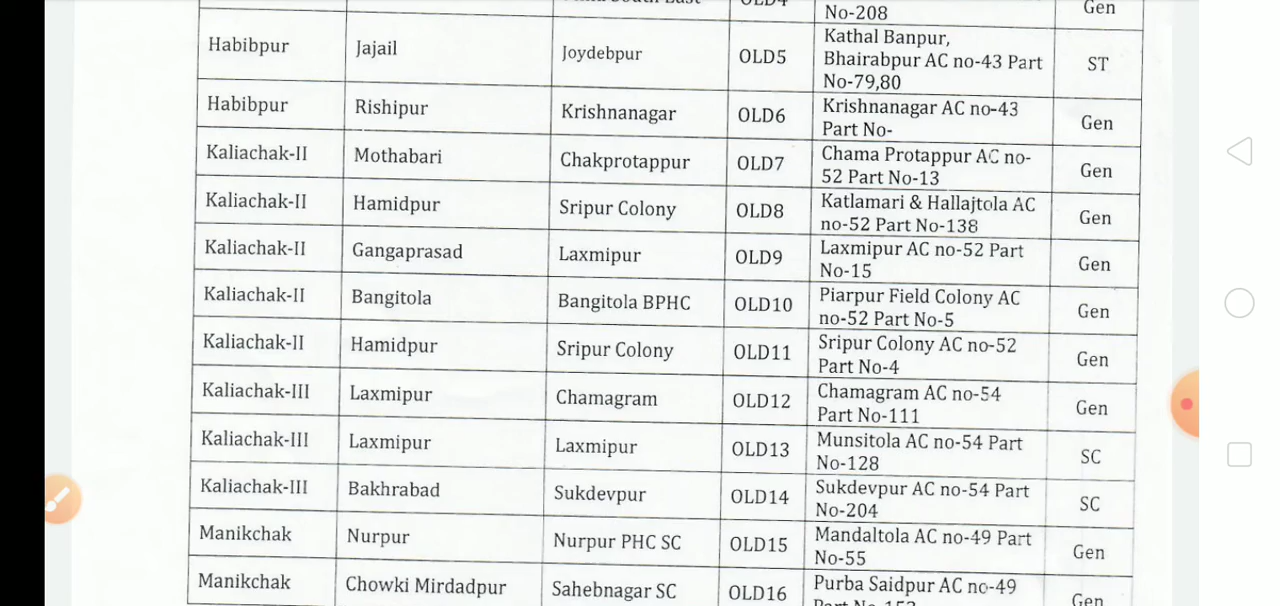 No-208
Gen
Habibpur Jajail Joydebpur OLD5 Kathal Banpur,
Bhairabpur AC no-43 Part
No-79,80 ST
Habibpur Rishipur Krishnanagar OLD6 Krishnanagar AC no-43
Part No- Gen
Kaliachak-II Mothabari Chakprotappur OLD7 Chama Protappur AC no-
52 Part No-13 Gen
Kaliachak-II Hamidpur Sripur Colony OLD8 Katlamari & Hallajtola AC
no-52 Part No-138 Gen
Kaliachak-II Gangaprasad Laxmipur OLD9 Laxmipur AC no-52 Part
No-15 Gen
Kaliachak-II Bangitola Bangitola BPHC OLD10 Piarpur Field Colony AC
no-52 Part No-5 Gen
Kaliachak-II Hamidpur Sripur Colony OLD11 Sripur Colony AC no-52
Part No-4 Gen
Kaliachak-III Laxmipur Chamagram OLD12 Chamagram AC no-54
Part No-111 Gen
Kaliachak-III Laxmipur Laxmipur OLD13 Munsitola AC no-54 Part
No-128 SC
Kaliachak-III Bakhrabad Sukdevpur OLD14 Sukdevpur AC no-54 Part
No-204 SC
Manikchak Nurpur Nurpur PHC SC OLD15 Mandaltola AC no-49 Part
No-55 Gen
Manikchak Chowki Mirdadpur Sahebnagar SC OLD16 Purba Saidpur AC no-49
Gen